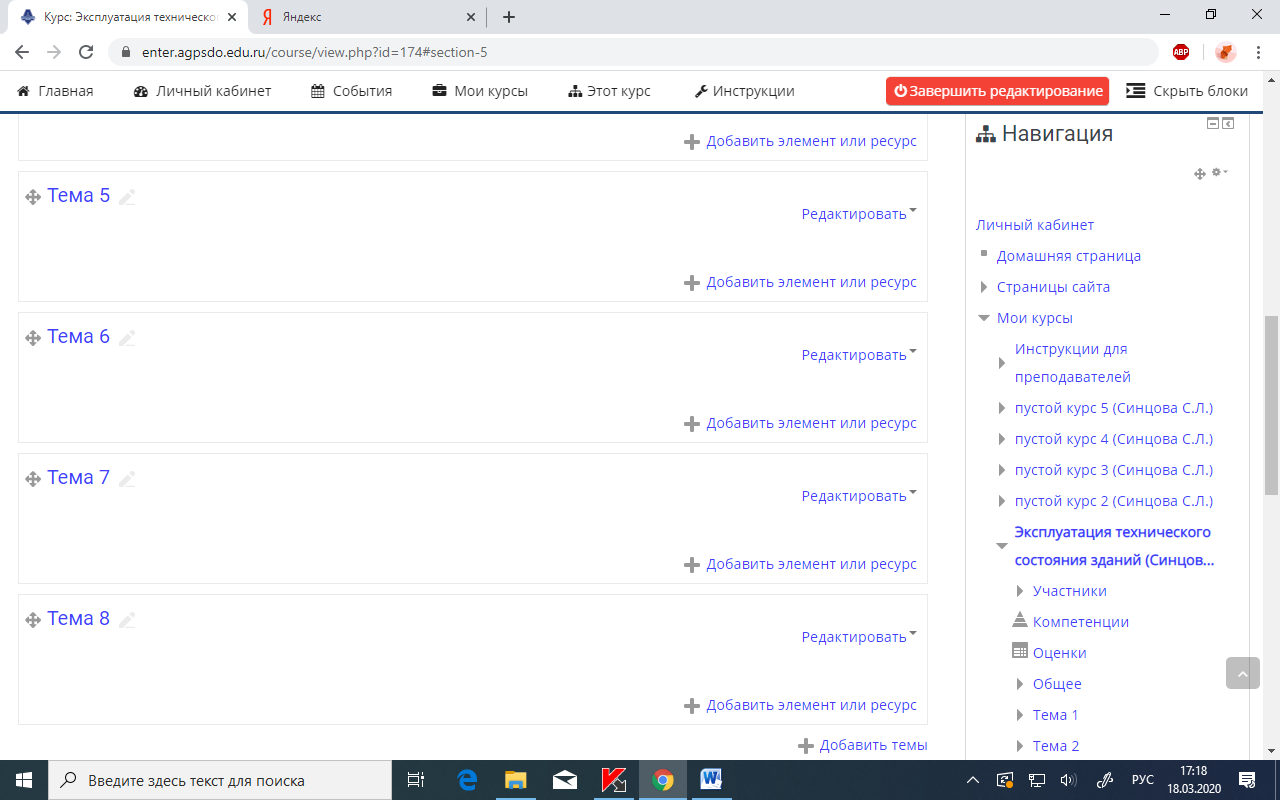 Курс: Эксплуатация техническог
Яндекс
enter.agpsdo.edu.ru/course/view.php?id=174#section-5
ABP
Главная
Личный кабинет
События
Мои курсы
Этот курс
Инструкции
Завершить редактирование
Скрыть блоки
Добавить элемент или ресурс
Тема 5
Редактировать
Добавить элемент или ресурс
Тема 6
Редактировать
Добавить элемент или ресурс
Тема 7
Редактировать
Добавить элемент или ресурс
Тема 8
Редактировать
Добавить элемент или ресурс
Добавить темы
Навигация
Личный кабинет
Домашняя страница
Страницы сайта
Мои курсы
Инструкции для
преподавателей
пустой курс 5 (Синцова С.Л.)
пустой курс 4 (Синцова С.Л.)
пустой курс 3 (Синцова С.Л.)
пустой курс 2 (Синцова С.Л.)
Эксплуатация технического
состояния зданий (Синцов...
Участники
Компетенции
Оценки
Общее
Тема 1
Тема 2
Введите здесь текст для поиска
РУС
17:18
18.03.2020